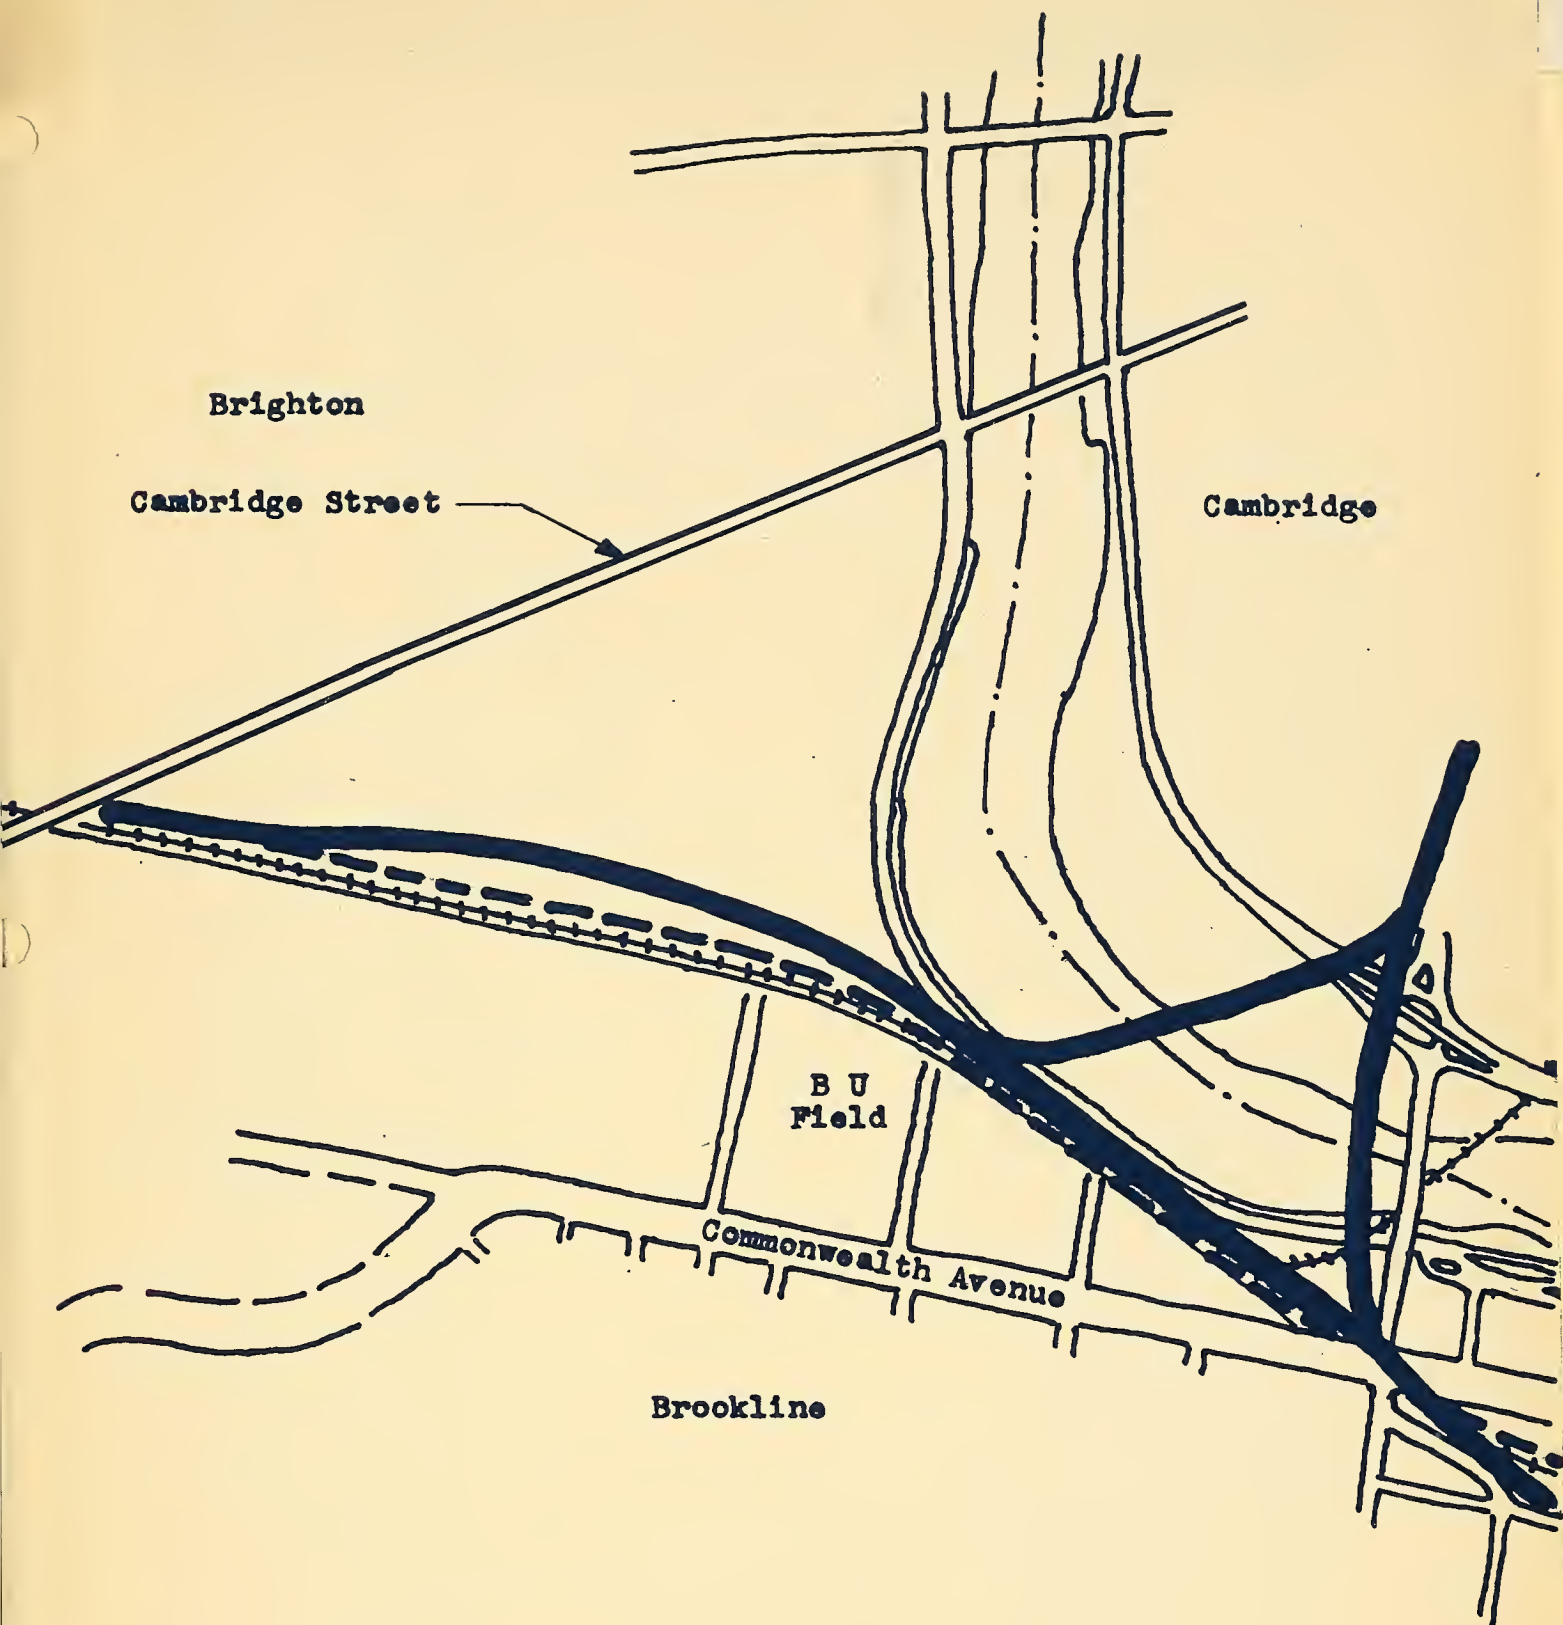 Brighton
Cambridge Street
Cambridge
B U
Field
Commonwealth Avenue
Brookline